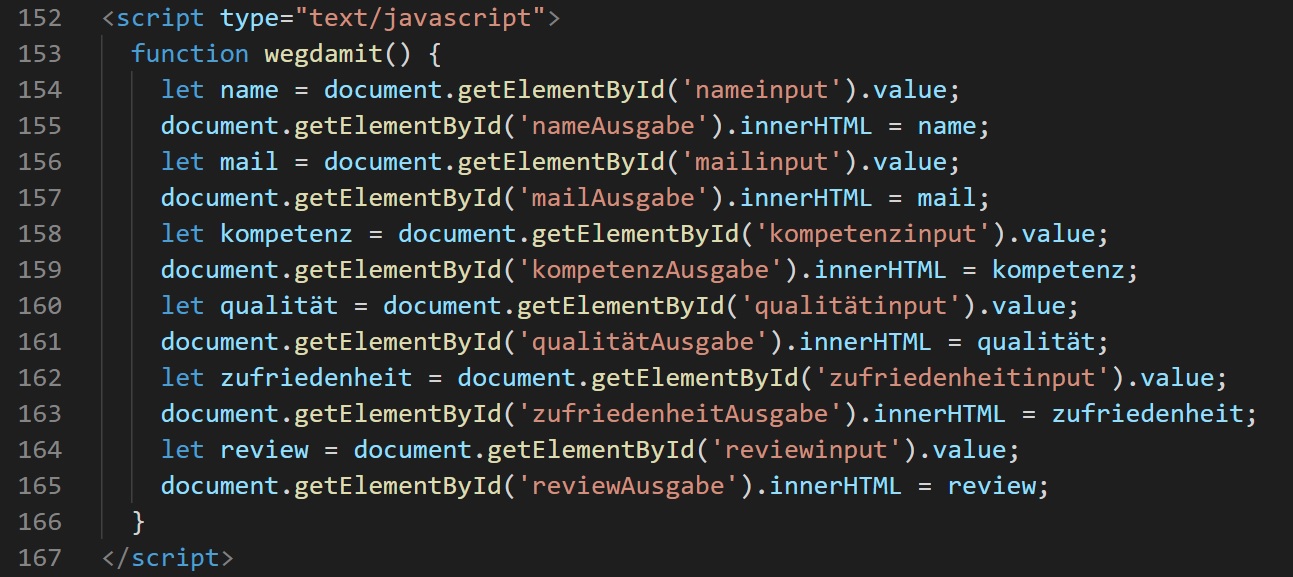 152 <script type="text/javascript">
153 function wegdamit() {
154 let name = document.getElementById('nameinput').value;
155 document.getElementById('nameAusgabe').innerHTML = name;
156 let mail = document.getElementById('mailinput').value;
157 document.getElementById('mailAusgabe').innerHTML = mail;
158 let kompetenz = document.getElementById('kompetenzinput').value;
159 document.getElementById('kompetenzAusgabe').innerHTML = kompetenz;
160 let qualität = document.getElementById('qualitätinput').value;
161 document.getElementById('qualitätAusgabe').innerHTML = qualität;
162 let zufriedenheit = document.getElementById('zufriedenheitinput').value;
163 document.getElementById('zufriedenheitAusgabe').innerHTML = zufriedenheit;
164 let review = document.getElementById('reviewinput').value;
165 document.getElementById('reviewAusgabe').innerHTML = review;
166 }
167 </script>